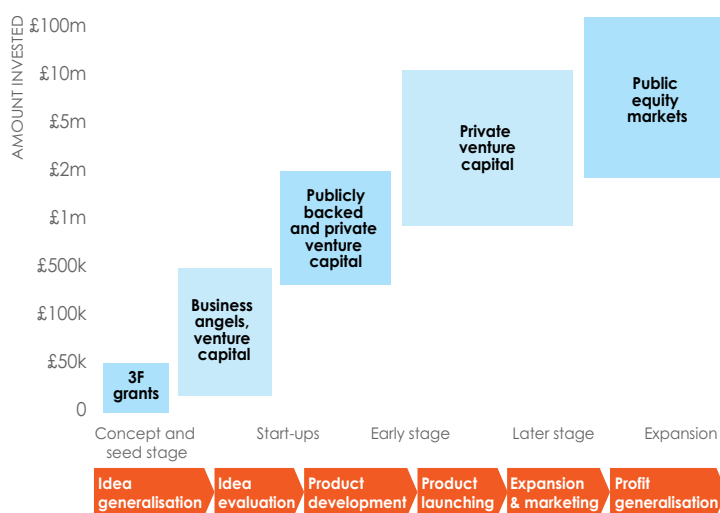 AMOUNT INVESTED
£100m
£10m
£5m
£2m
£1m
£500k
£100k
£50k
0
3F
grants
Business
angels,
venture
capital
Publicly
backed
and private
venture
capital
Private
venture
capital
Public
equity
markets
Concept and
seed stage
Start-ups
Early stage
Later stage
Expansion
Idea
generalisation
Idea
evaluation
Product
development
Product
launching
Expansion
& marketing
Profit
generalisation